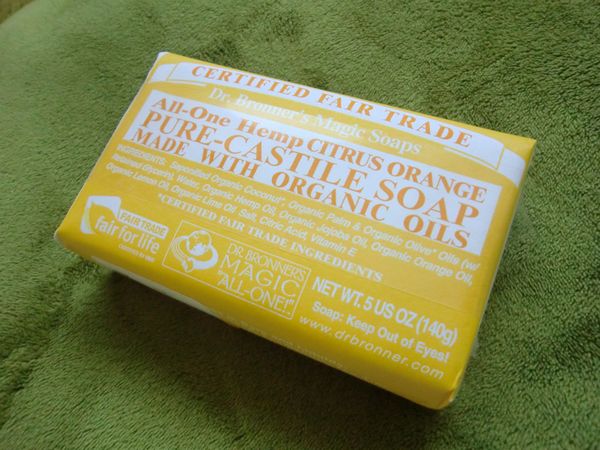 CERTIFIED FAIR TRADE
Dr. Bronner's Magic Soaps
All-One Hemp CITRUS ORANGE
PURE-CASTILE SOAP
MADE WITH ORGANIC OILS
INGREDIENTS: Saponified Organic Coconut*, Organic Palm* & Organic Olive* Oils (w/
Retained Glycerin), Water, Organic Hemp Oil, Organic Jojoba Oil, Organic Orange Oil,
Organic Lemon Oil, Organic Lime Oil, Salt, Citric Acid, Vitamin E
*CERTIFIED FAIR TRADE INGREDIENTS
FAIR TRADE
fair for life
CERTIFIED BY IMO
DR. BRONNER'S
MAGIC
"ALL-ONE!"
NET WT. 5 US OZ (140g)
Soap: Keep Out of Eyes!
www.drbronner.com